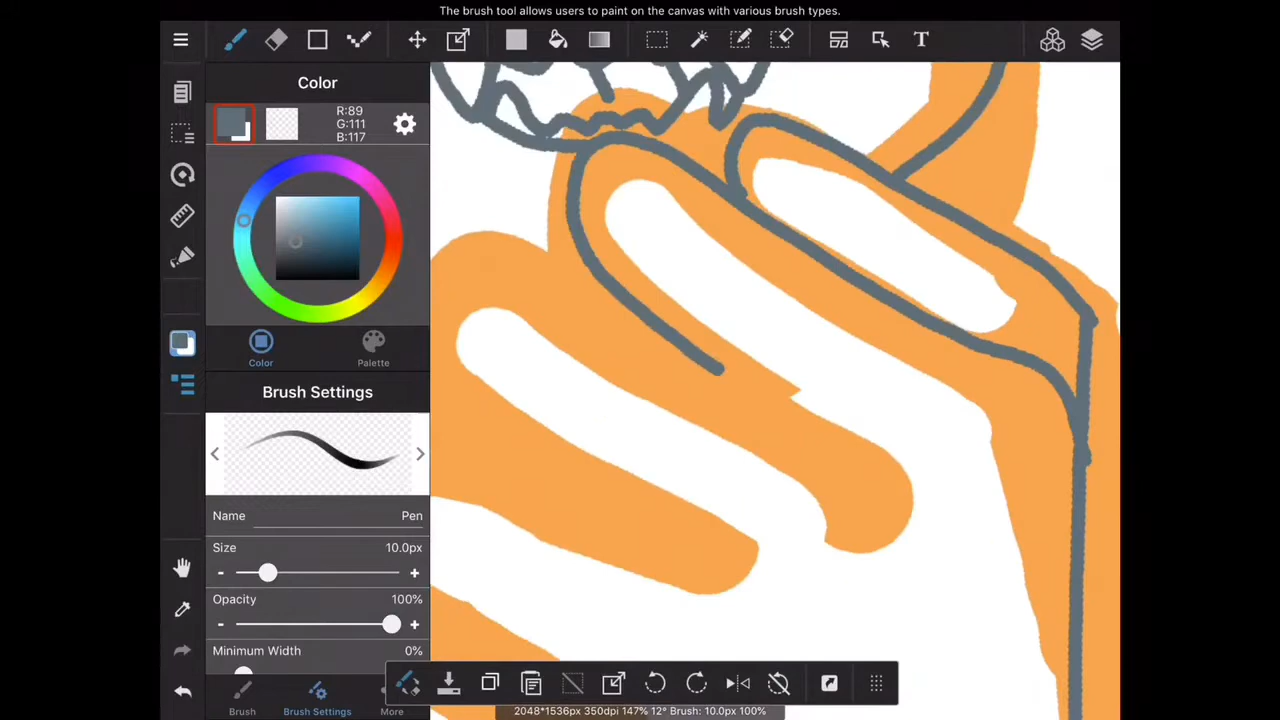 The brush tool allows users to paint on the canvas with various brush types.
T
Color
R:89
G:111
B:117
Color
Palette
Brush Settings
Name
Pen
Size
10.0px
-
+
Opacity
100%
-
+
Minimum Width
0%
Brush
Brush Settings
More
2048*1536px 350dpi 147% 12° Brush: 10.0px 100%